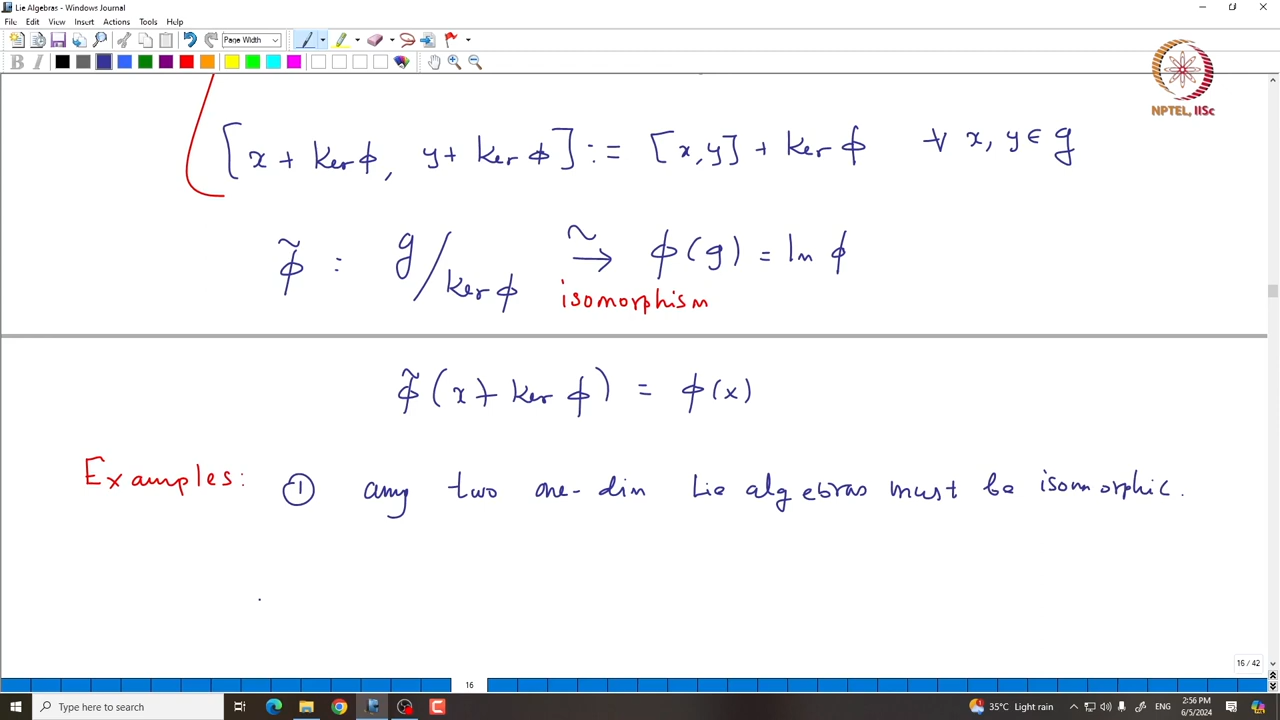 Lie Algebras - Windows Journal
File Edit View Insert Actions Tools Help
Page Width
B I
NPTEL, IISc
[x + Ker φ, y + Ker φ] := [x, y] + Ker φ ∀ x, y ∈ g
φ̃ : g / Ker φ ∼→ φ(g) = Im φ
isomorphism
φ̃ (x + Ker φ) = φ(x)
Examples: ① any two one-dim Lie algebras must be isomorphic.
16 / 42
16
Type here to search
35°C Light rain
ENG
2:56 PM
6/5/2024